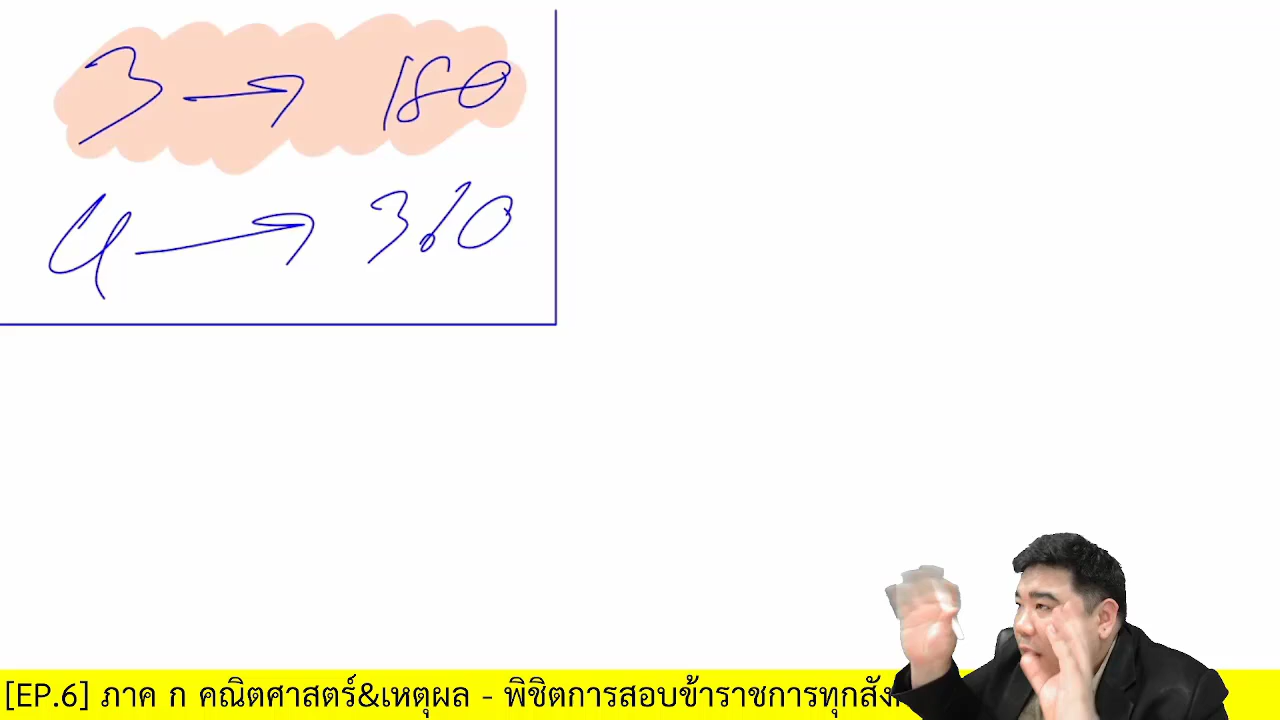 3 → 180
4 → 360
[EP.6] ภาค ก คณิตศาสตร์&เหตุผล - พิชิตการสอบข้าราชการทุกสัง